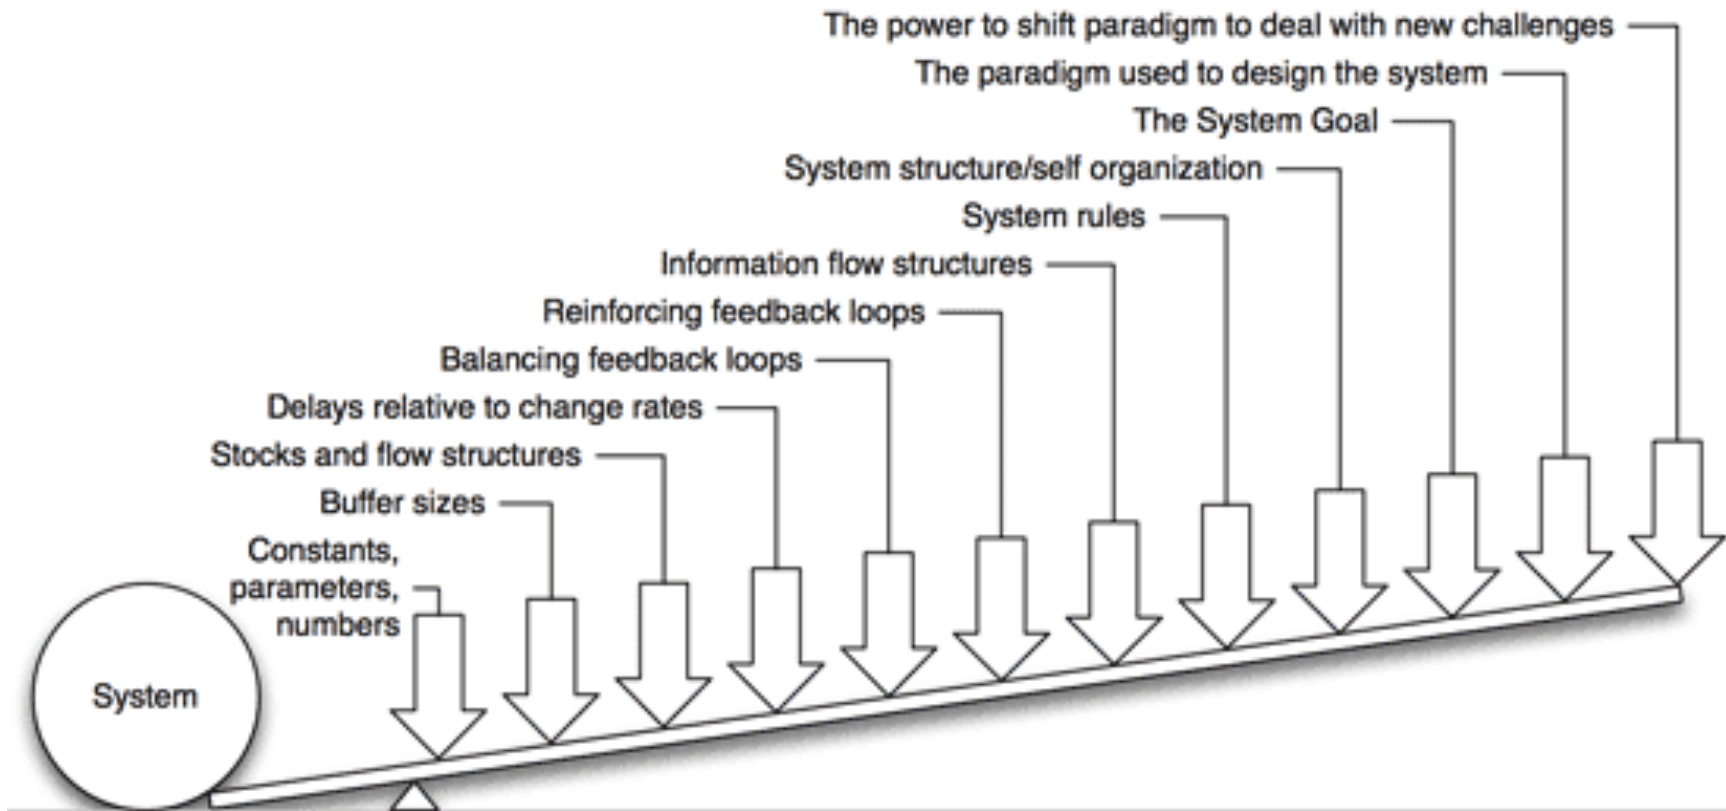 The power to shift paradigm to deal with new challenges
The paradigm used to design the system
The System Goal
System structure/self organization
System rules
Information flow structures
Reinforcing feedback loops
Balancing feedback loops
Delays relative to change rates
Stocks and flow structures
Buffer sizes
Constants,
parameters,
numbers
System